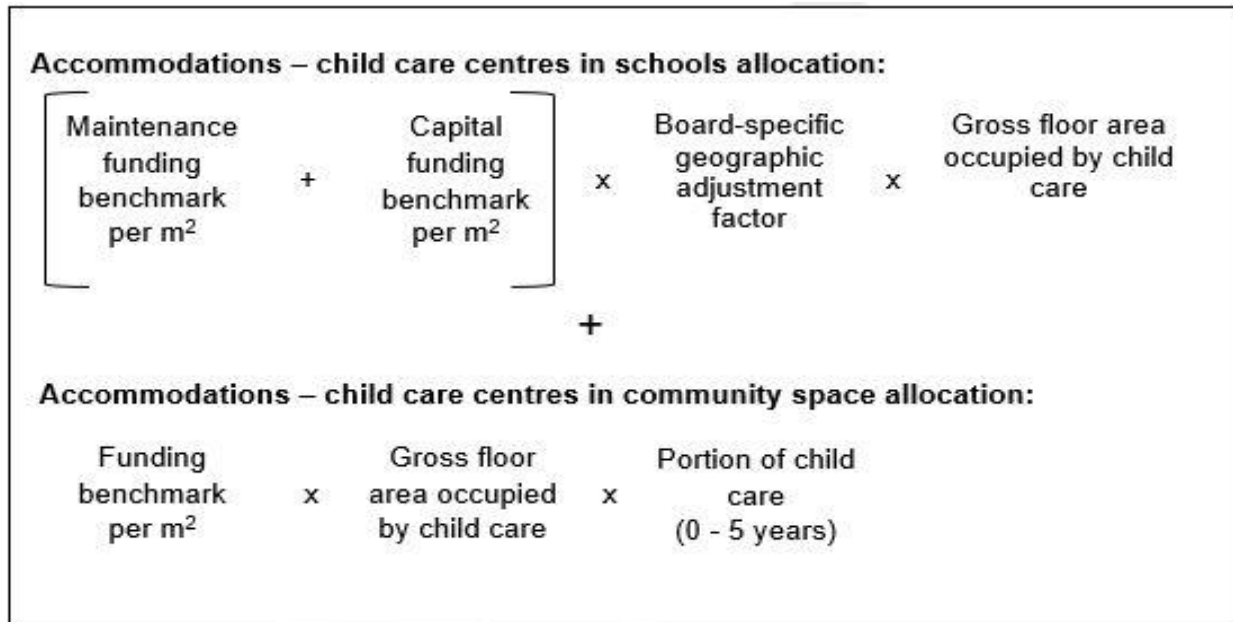 Accommodations – child care centres in schools allocation:
Maintenance
funding
benchmark
per m²
+
Capital
funding
benchmark
per m²
x
Board-specific
geographic
adjustment
factor
x
Gross floor area
occupied by child
care
+
Accommodations – child care centres in community space allocation:
Funding
benchmark
per m²
x
Gross floor
area occupied
by child care
x
Portion of child
care
(0 - 5 years)